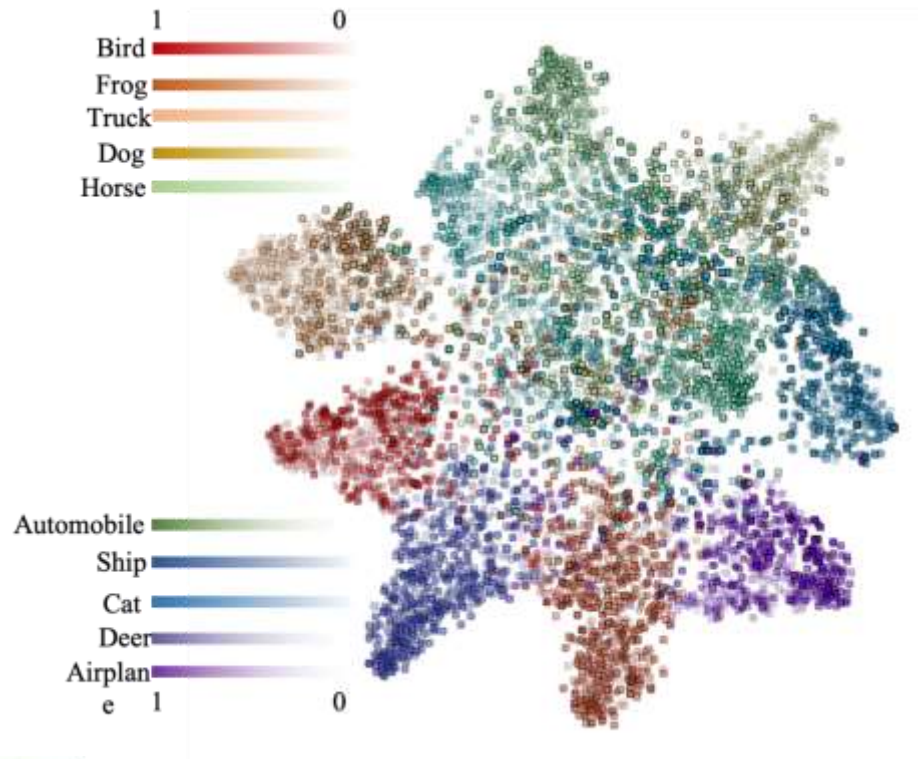 1 0
Bird
Frog
Truck
Dog
Horse
Automobile
Ship
Cat
Deer
Airplan
e
1 0